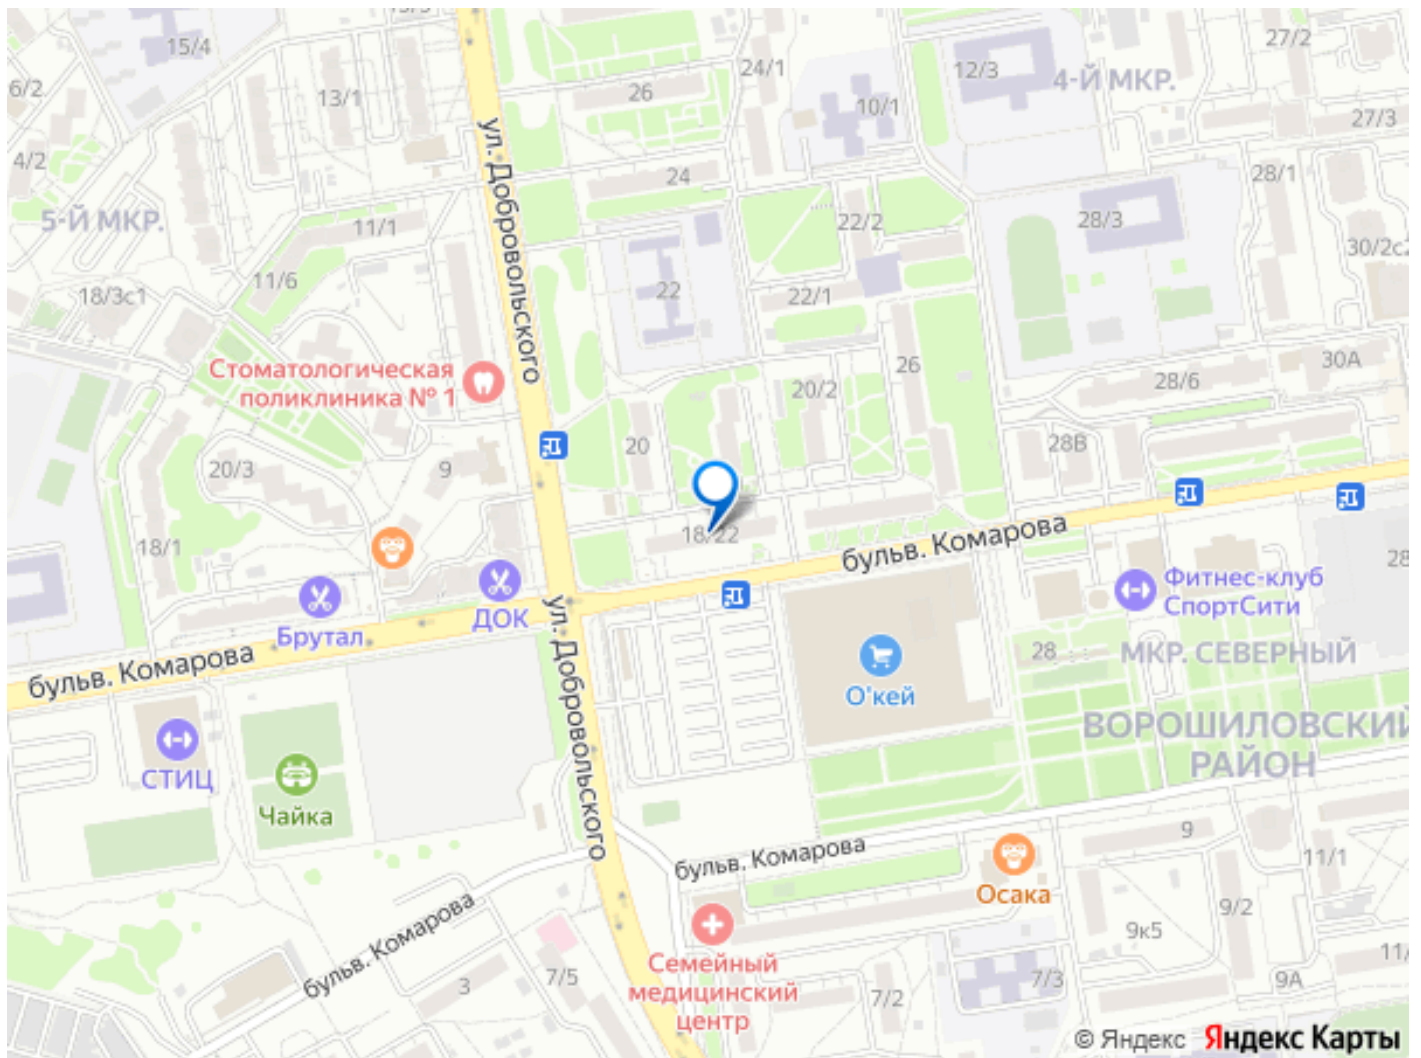 15/4
24/1
27/2
6/2
13/1
26
12/3
4-Й МКР.
10/1
27/3
ул. Добровольского
4/2
24
28/1
5-Й МКР.
11/1
22/2
28/3
30/2с2
11/6
22
22/1
18/3с1
Стоматологическая
поликлиника № 1
26
30А
20/2
28/6
20
28В
20/3
9
18/22
бульв. Комарова
18/1
28
Фитнес-клуб
СпортСити
ДОК
Брутал
ул. Добровольского
28
МКР. СЕВЕРНЫЙ
бульв. Комарова
О'кей
ВОРОШИЛОВСКИЙ
РАЙОН
СТИЦ
Чайка
9
бульв. Комарова
11/1
Осака
9/2
бульв. Комарова
9к5
11/
Семейный
медицинский
центр
3
7/5
7/2
7/3
9А
© Яндекс Яндекс Карты